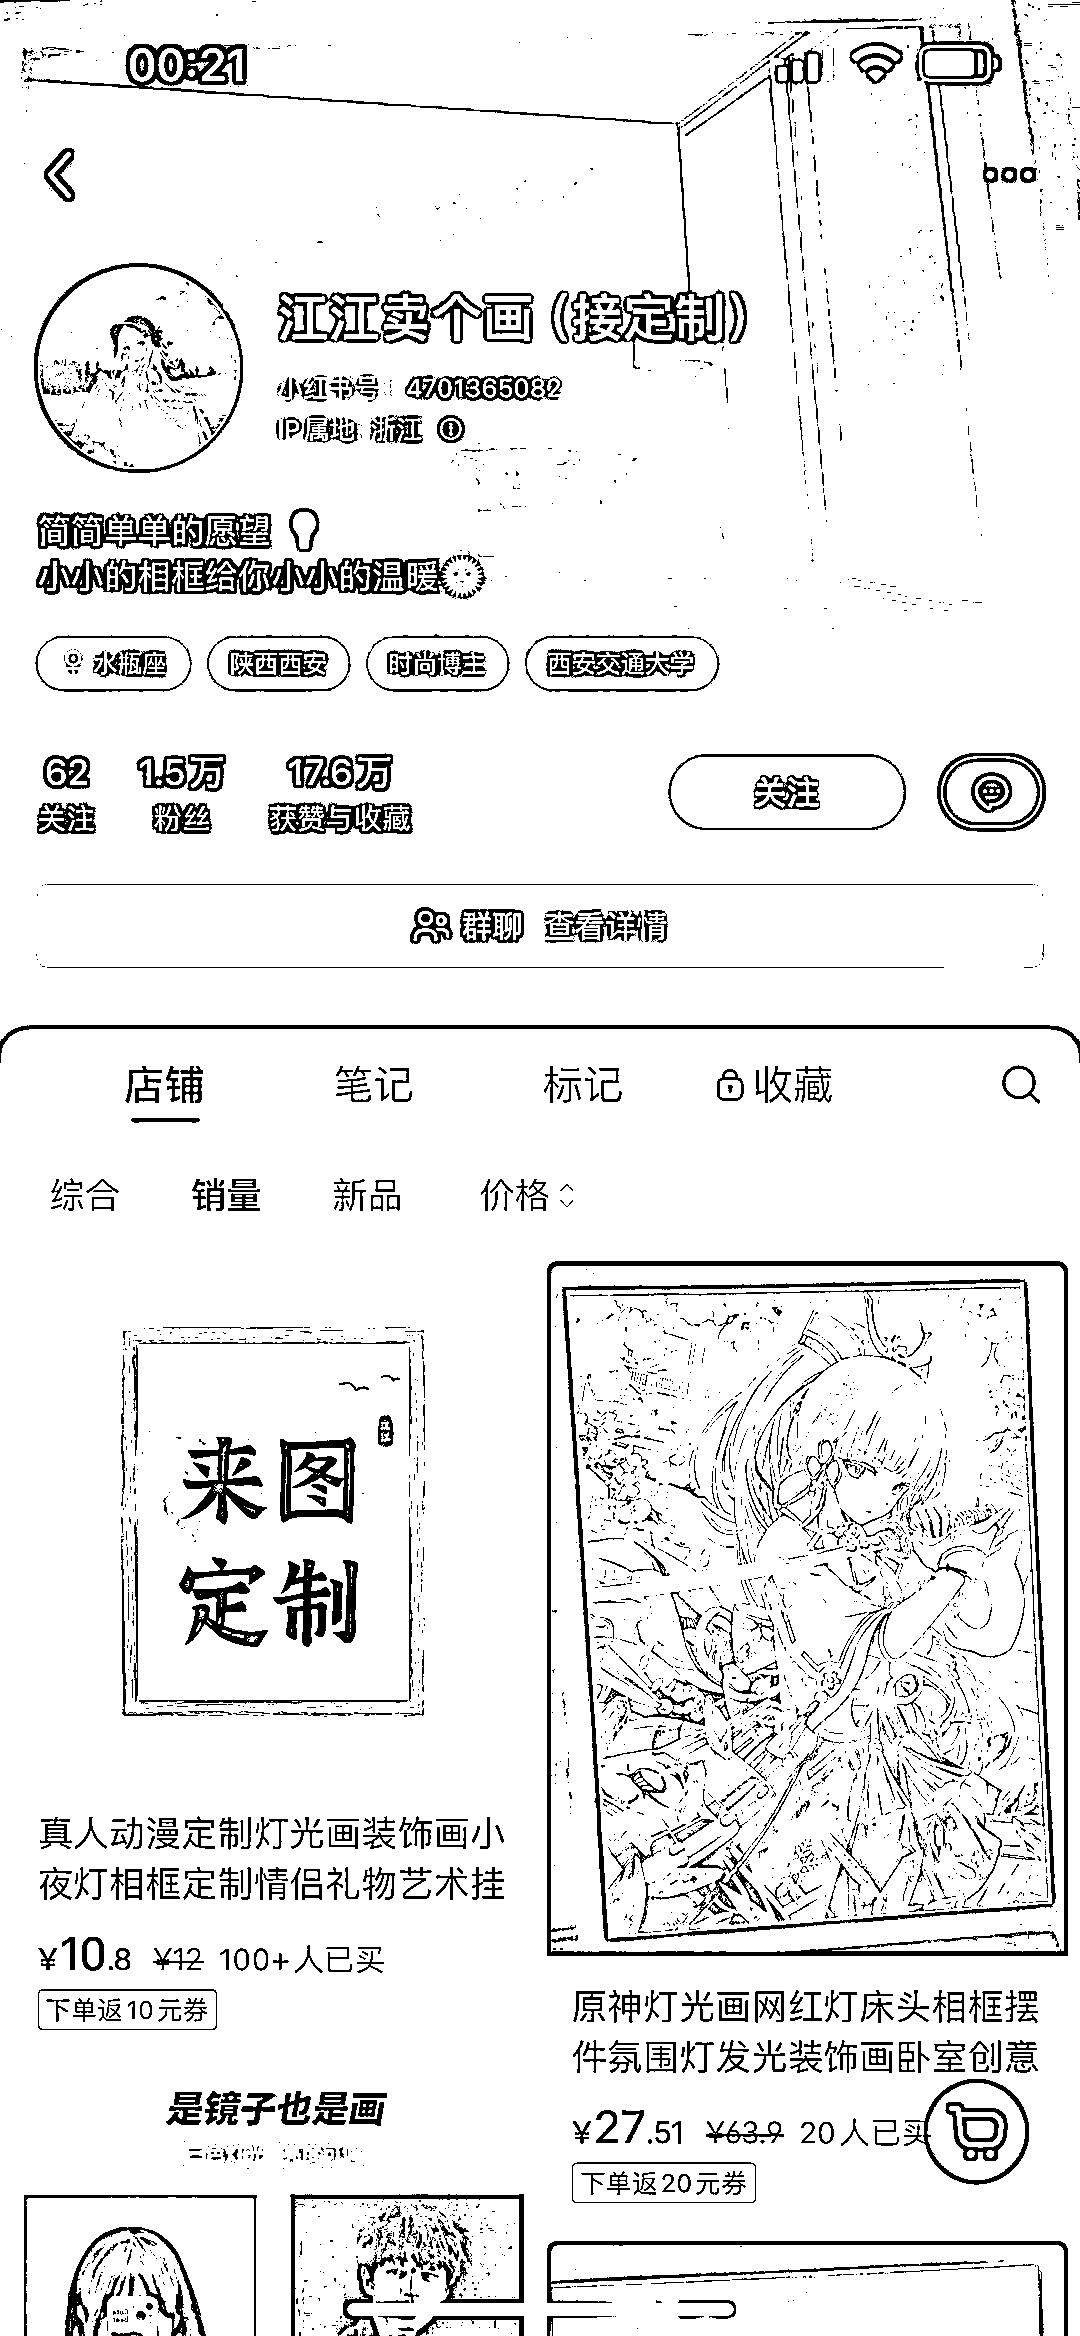 00:21
江江卖个画（接定制）
小红书号：4701365082
IP属地：浙江
简简单单的愿望
小小的相框给你小小的温暖
水瓶座
陕西西安
时尚博主
西安交通大学
62 1.5万 17.6万
关注 粉丝 获赞与收藏
关注
群聊 查看详情
店铺 笔记 标记 收藏
综合 销量 新品 价格
来图
定制
真人动漫定制灯光画装饰画小
夜灯相框定制情侣礼物艺术挂
¥10.8 ¥12 100+人已买
下单返10元券
原神灯光画网红灯床头相框摆
件氛围灯发光装饰画卧室创意
¥27.51 ¥63.9 20人已买
下单返20元券
是镜子也是画